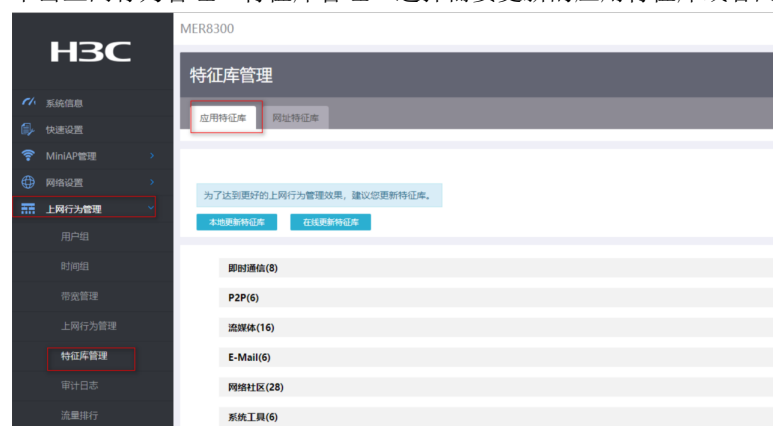 MER8300
H3C
特征库管理
应用特征库
网址特征库
系统信息
快速设置
MiniAP管理
网络设置
上网行为管理
用户组
时间组
带宽管理
上网行为管理
特征库管理
审计日志
流量排行
为了达到更好的上网行为管理效果，建议您更新特征库。
本地更新特征库
在线更新特征库
即时通信(8)
P2P(6)
流媒体(16)
E-Mail(6)
网络社区(28)
系统工具(6)